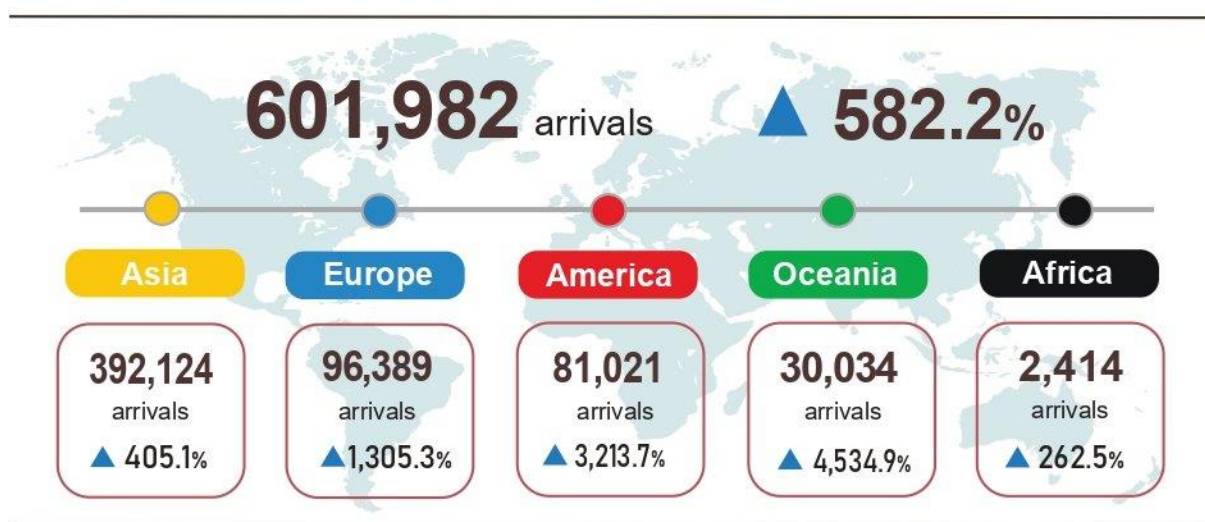 601,982 arrivals ▲ 582.2%
Asia
Europe
America
Oceania
Africa
392,124
arrivals
▲ 405.1%
96,389
arrivals
▲1,305.3%
81,021
arrivals
▲ 3,213.7%
30,034
arrivals
▲ 4,534.9%
2,414
arrivals
▲ 262.5%